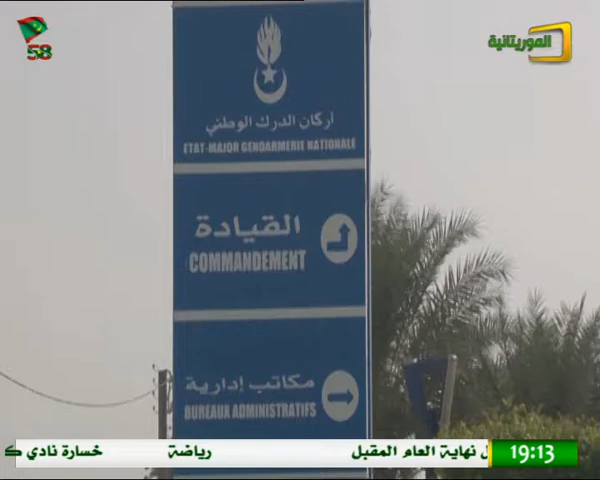 58
الموريتانية
أركان الدرك الوطني
ETAT-MAJOR GENDARMERIE NATIONALE
القيادة
COMMANDEMENT
مكاتب إدارية
BUREAUX ADMINISTRATIFS
ل نهاية العام المقبل رياضة خسارة نادي ك
19:13